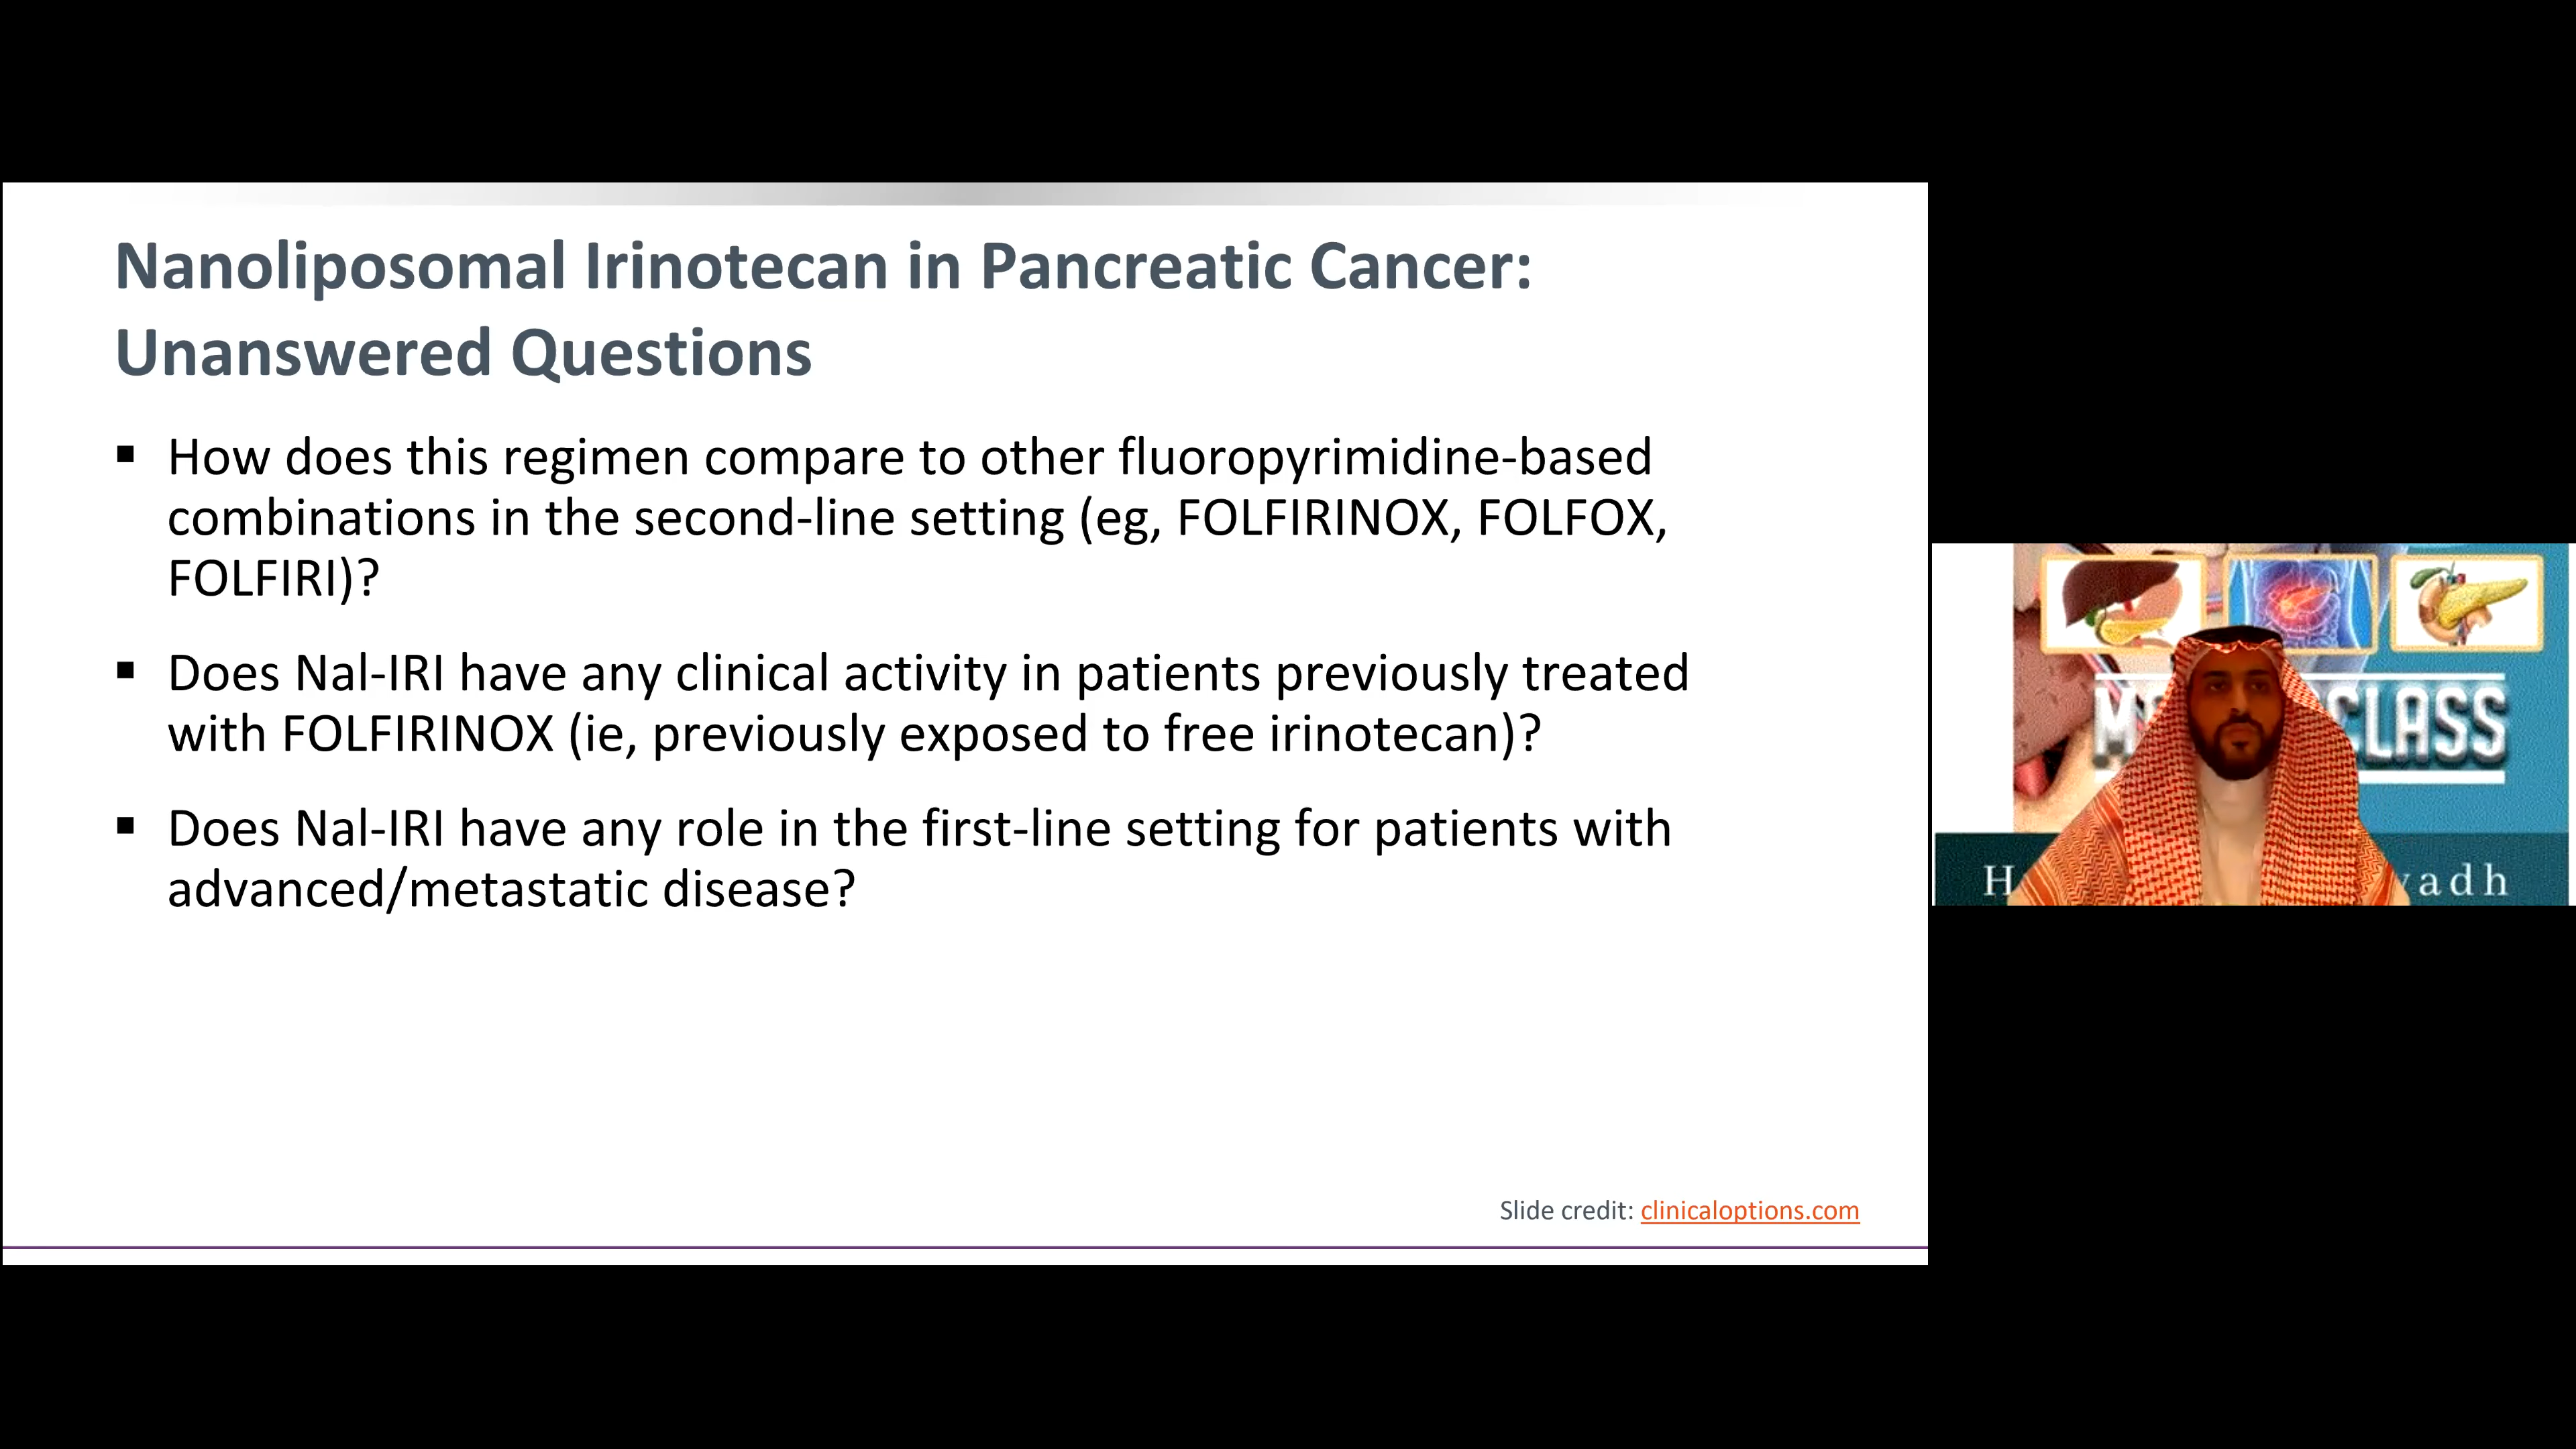 Nanoliposomal Irinotecan in Pancreatic Cancer:
Unanswered Questions
▪ How does this regimen compare to other fluoropyrimidine-based
combinations in the second-line setting (eg, FOLFIRINOX, FOLFOX,
FOLFIRI)?
▪ Does Nal-IRI have any clinical activity in patients previously treated
with FOLFIRINOX (ie, previously exposed to free irinotecan)?
▪ Does Nal-IRI have any role in the first-line setting for patients with
advanced/metastatic disease?
Slide credit: clinicaloptions.com